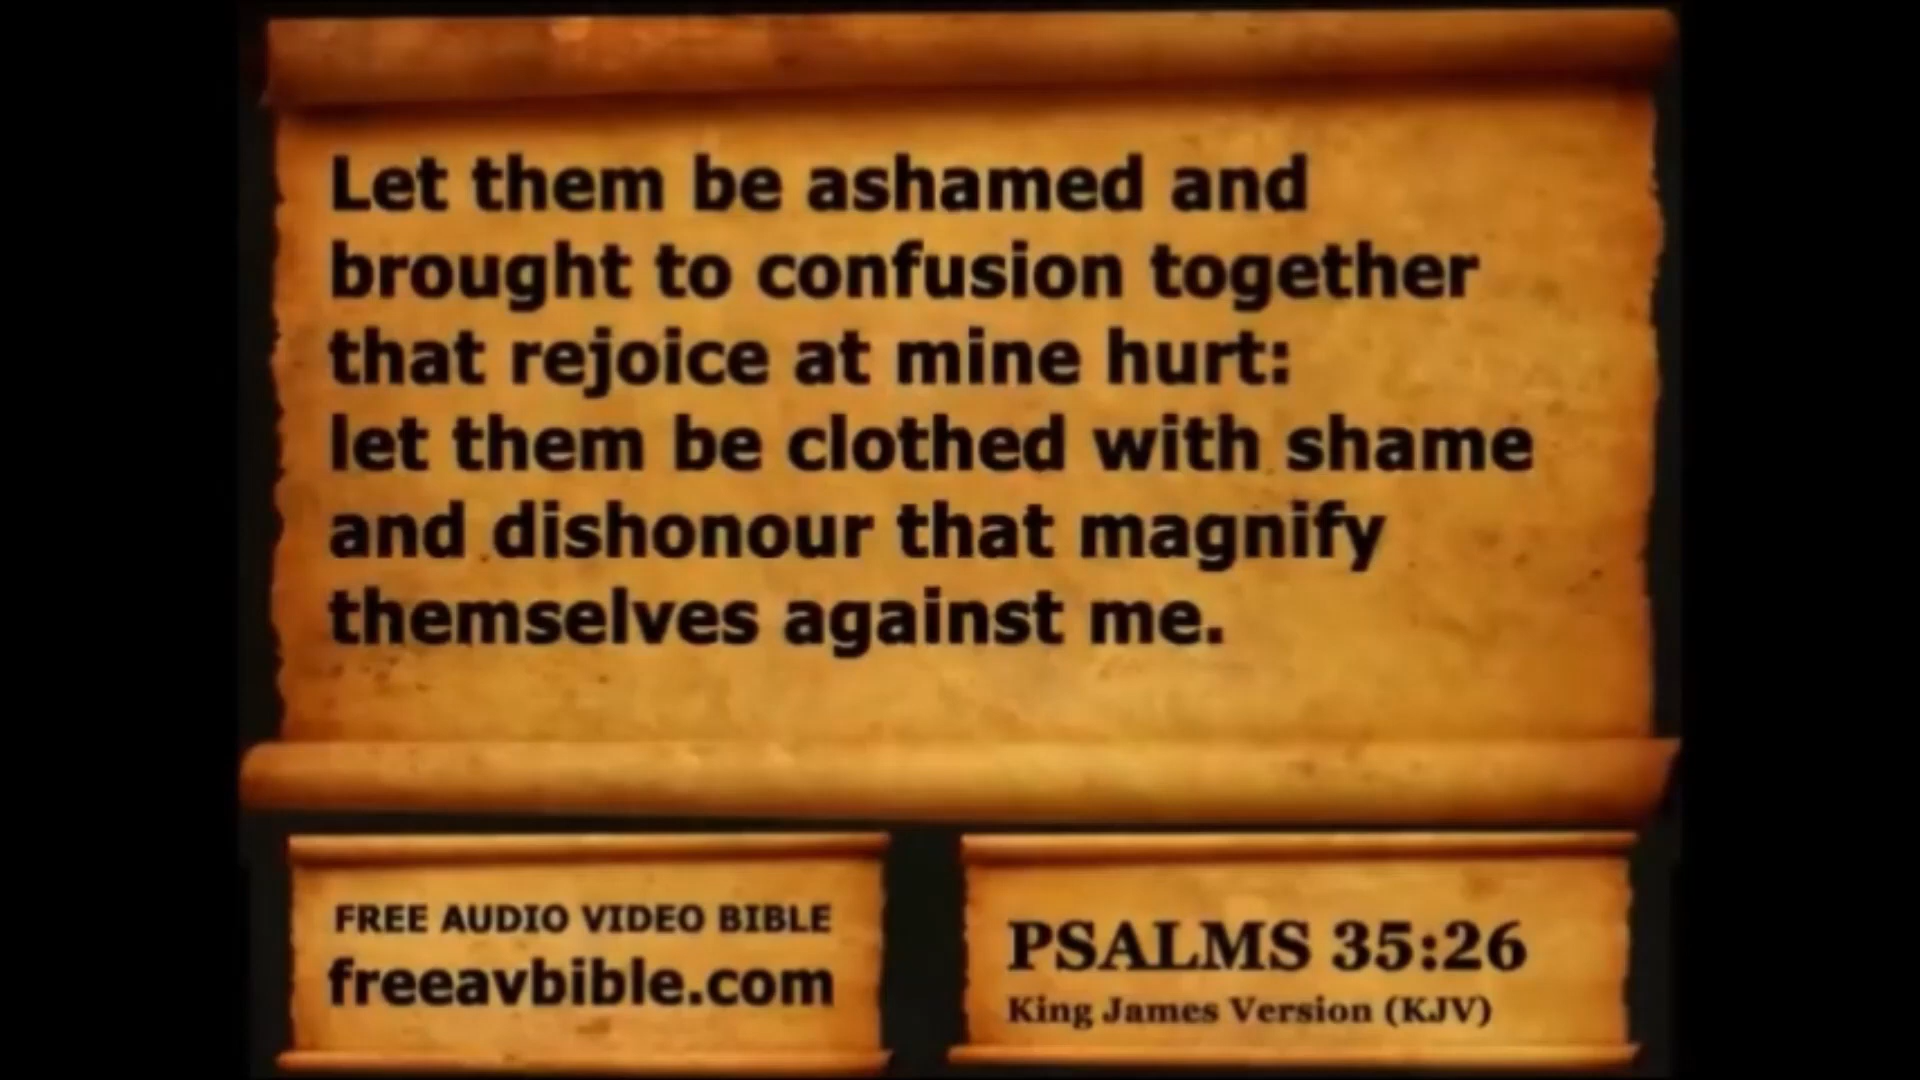 Let them be ashamed and
brought to confusion together
that rejoice at mine hurt:
let them be clothed with shame
and dishonour that magnify
themselves against me.
FREE AUDIO VIDEO BIBLE
freeavbible.com
PSALMS 35:26
King James Version (KJV)